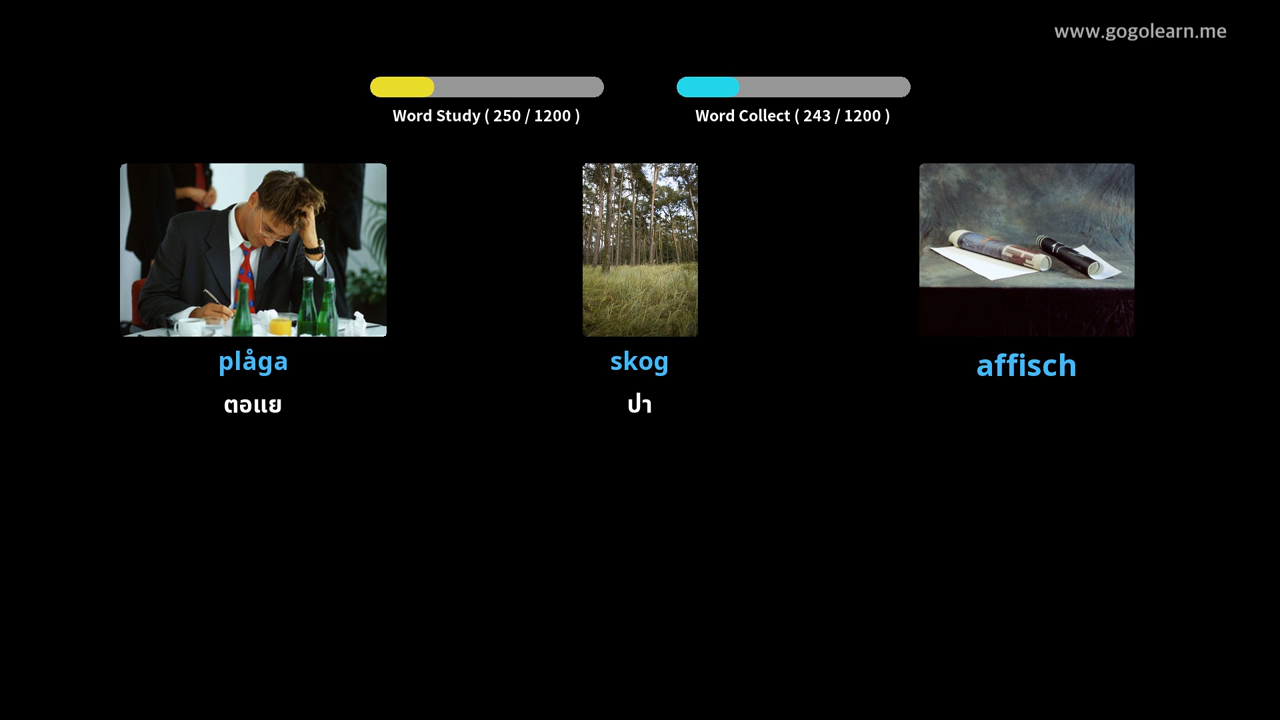 www.gogolearn.me
Word Study ( 250 / 1200 )
Word Collect ( 243 / 1200 )
plåga
ตอแย
skog
ป่า
affisch